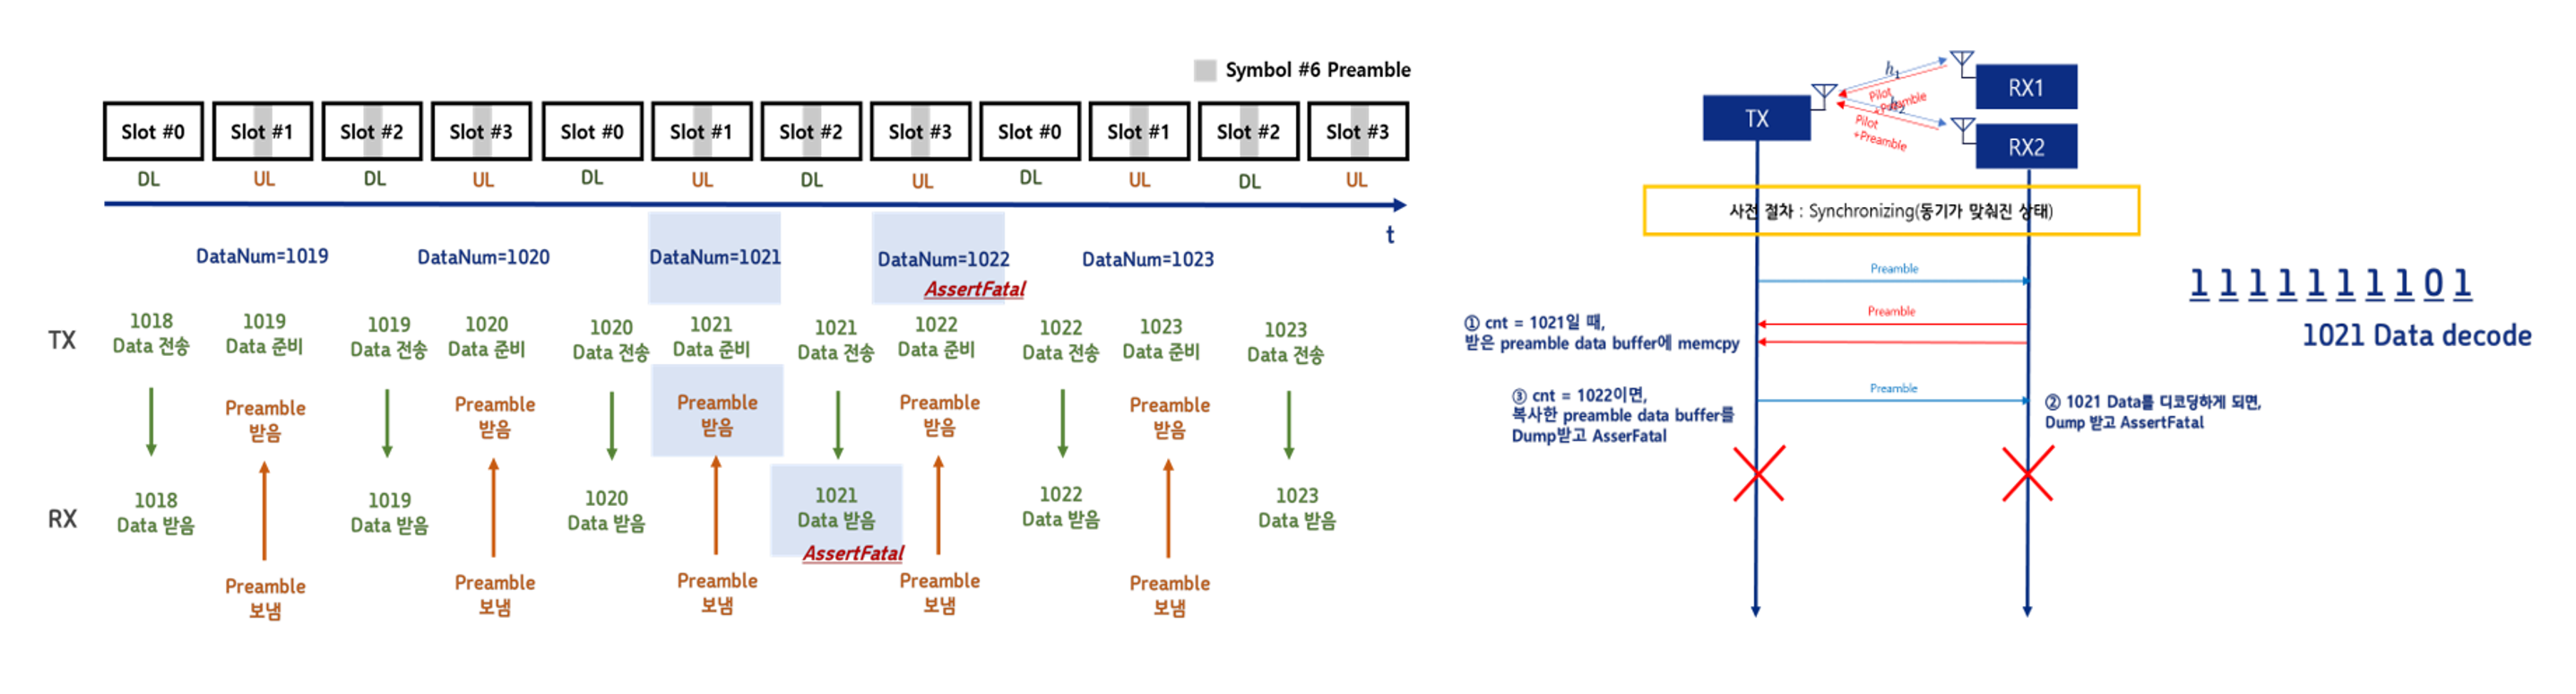 Symbol #6 Preamble
Slot #0 Slot #1 Slot #2 Slot #3 Slot #0 Slot #1 Slot #2 Slot #3 Slot #0 Slot #1 Slot #2 Slot #3
DL UL DL UL DL UL DL UL DL UL DL UL
t
DataNum=1019 DataNum=1020 DataNum=1021 DataNum=1022 DataNum=1023
AssertFatal
TX
1018
Data 전송
1019
Data 준비
1019
Data 전송
1020
Data 준비
1020
Data 전송
1021
Data 준비
1021
Data 전송
1022
Data 준비
1022
Data 전송
1023
Data 준비
1023
Data 전송
Preamble
받음
Preamble
받음
Preamble
받음
Preamble
받음
Preamble
받음
RX
1018
Data 받음
1019
Data 받음
1020
Data 받음
1021
Data 받음
AssertFatal
1022
Data 받음
1023
Data 받음
Preamble
보냄
Preamble
보냄
Preamble
보냄
Preamble
보냄
Preamble
보냄
TX
RX1
RX2
h1
h2
Pilot
+Preamble
Pilot
+Preamble
사전 절차 : Synchronizing(동기가 맞춰진 상태)
Preamble
Preamble
① cnt = 1021일 때,
받은 preamble data buffer에 memcpy
Preamble
③ cnt = 1022이면,
복사한 preamble data buffer를
Dump받고 AsserFatal
② 1021 Data를 디코딩하게 되면,
Dump 받고 AssertFatal
1 1 1 1 1 1 1 1 0 1
1021 Data decode